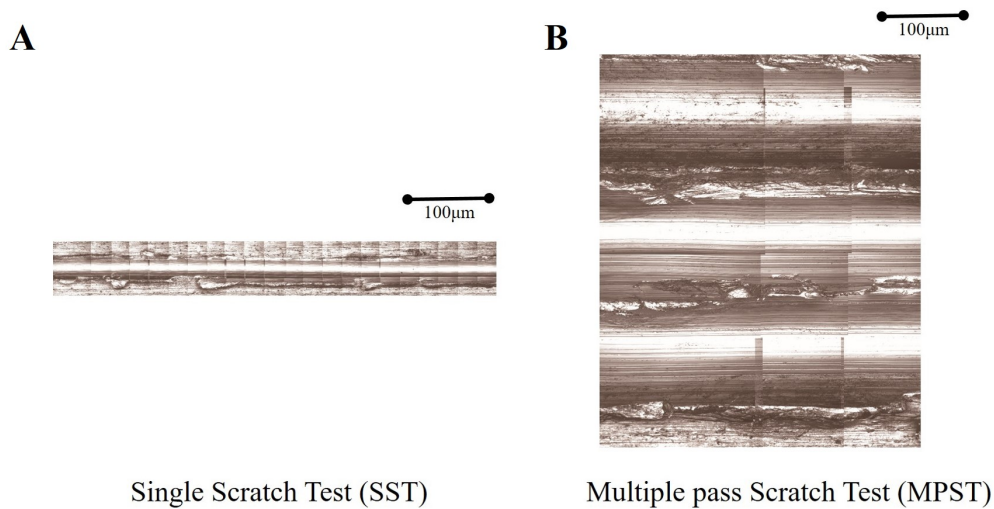 A
B
100μm
100μm
Single Scratch Test (SST)
Multiple pass Scratch Test (MPST)